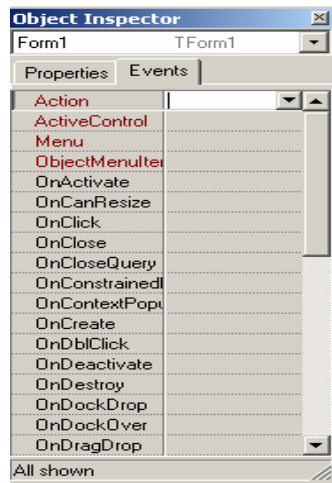 Object Inspector
Form1 TForm1
Properties Events
Action
ActiveControl
Menu
ObjectMenuIte
OnActivate
OnCanResize
OnClick
OnClose
OnCloseQuery
OnConstrainedI
OnContextPopu
OnCreate
OnDblClick
OnDeactivate
OnDestroy
OnDockDrop
OnDockOver
OnDragDrop
All shown